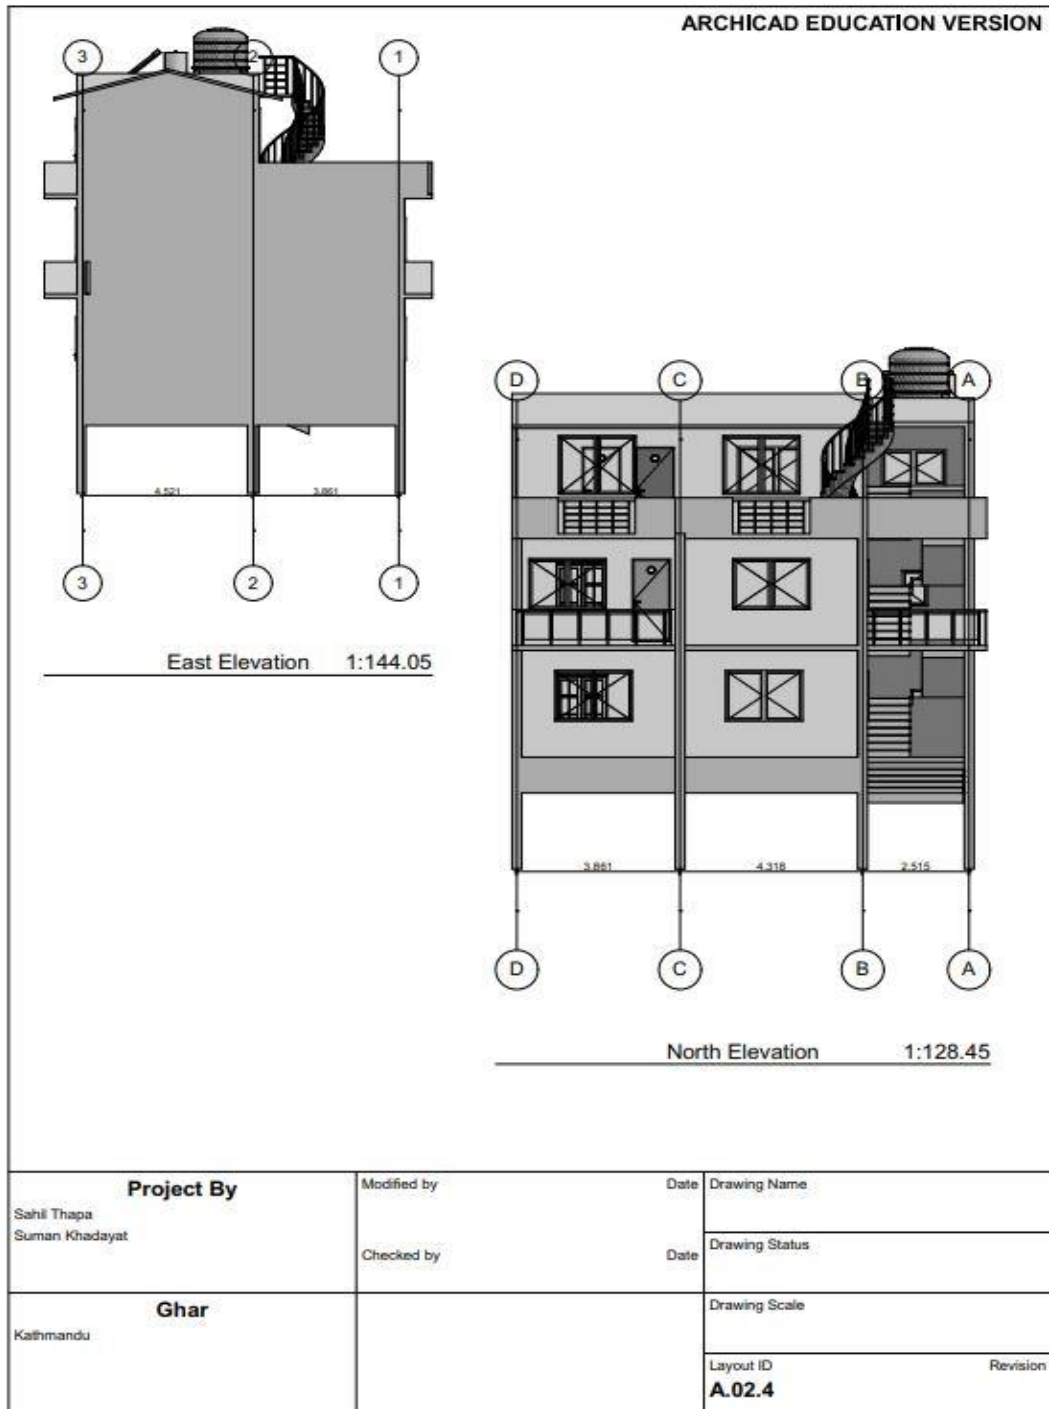 ARCHICAD EDUCATION VERSION
3 2 1
4.521 3.861
3 2 1
East Elevation 1:144.05
D C B A
3.861 4.318 2.515
D C B A
North Elevation 1:128.45
Project By
Sahil Thapa
Suman Khadayat
Modified by Date
Checked by Date
Drawing Name
Drawing Status
Ghar
Kathmandu
Drawing Scale
Layout ID Revision
A.02.4